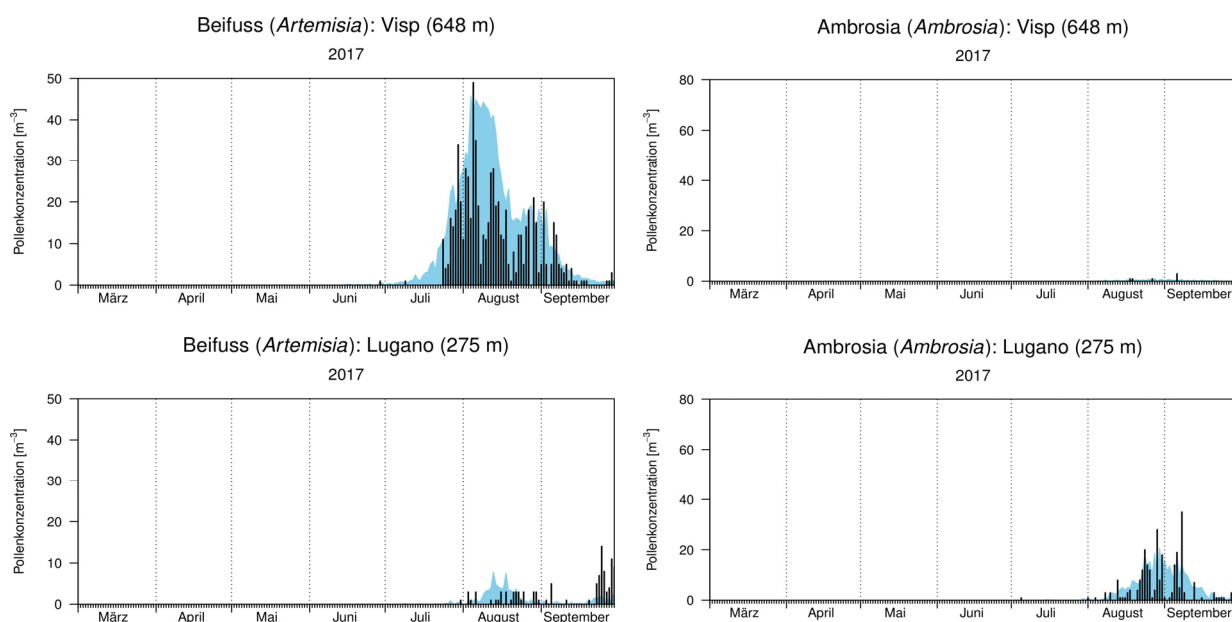 Beifuss (Artemisia): Visp (648 m)
2017
Pollenkonzentration [m⁻³]
50
40
30
20
10
0
März April Mai Juni Juli August September
Ambrosia (Ambrosia): Visp (648 m)
2017
Pollenkonzentration [m⁻³]
80
60
40
20
0
März April Mai Juni Juli August September
Beifuss (Artemisia): Lugano (275 m)
2017
Pollenkonzentration [m⁻³]
50
40
30
20
10
0
März April Mai Juni Juli August September
Ambrosia (Ambrosia): Lugano (275 m)
2017
Pollenkonzentration [m⁻³]
80
60
40
20
0
März April Mai Juni Juli August September